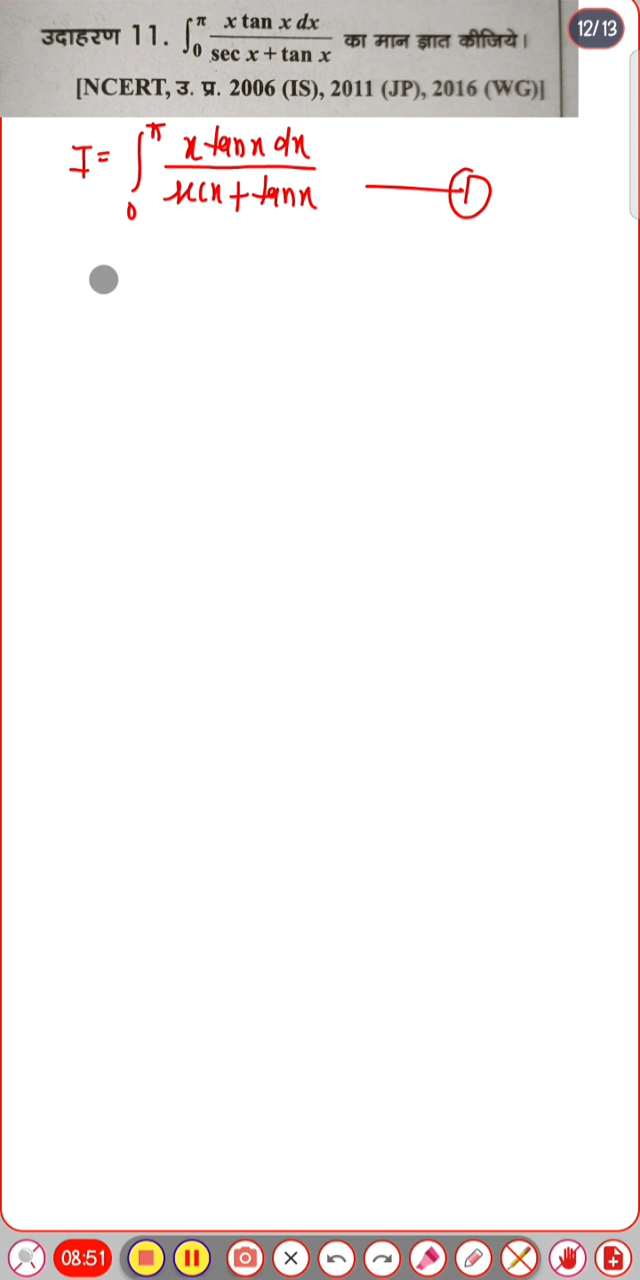 उदाहरण 11. ∫₀^π x tan x dx / sec x + tan x का मान ज्ञात कीजिये।
12/13
[NCERT, उ. प्र. 2006 (IS), 2011 (JP), 2016 (WG)]
I = ∫₀^π x tan x dx / sec x + tan x —— ①
08:51